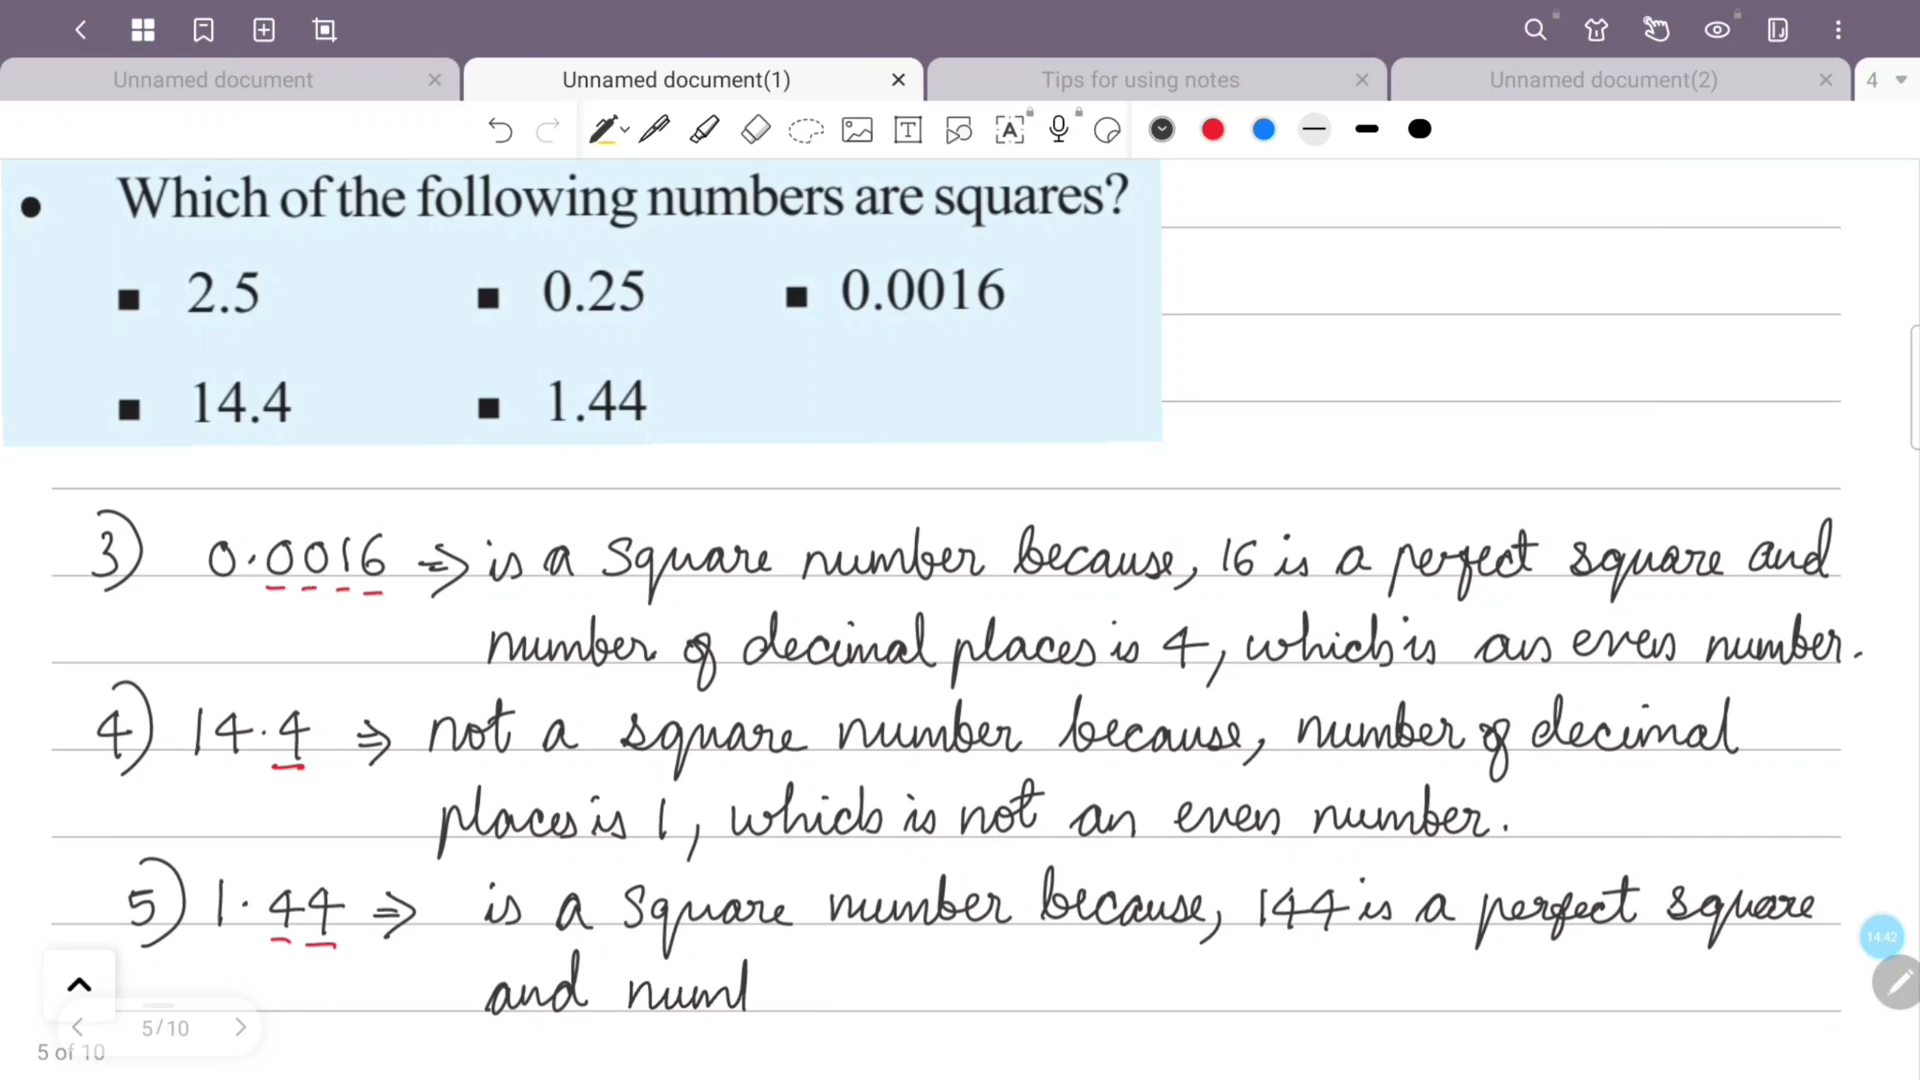 Unnamed document
Unnamed document(1)
Tips for using notes
Unnamed document(2)
4
Which of the following numbers are squares?
2.5
0.25
0.0016
14.4
1.44
3) 0.0016 ⇒ is a square number because, 16 is a perfect square and
number of decimal places is 4, which is an even number.
4) 14.4 ⇒ not a square number because, number of decimal
places is 1, which is not an even number.
5) 1.44 ⇒ is a square number because, 144 is a perfect square
and numl
14:42
5/10
5 of 10